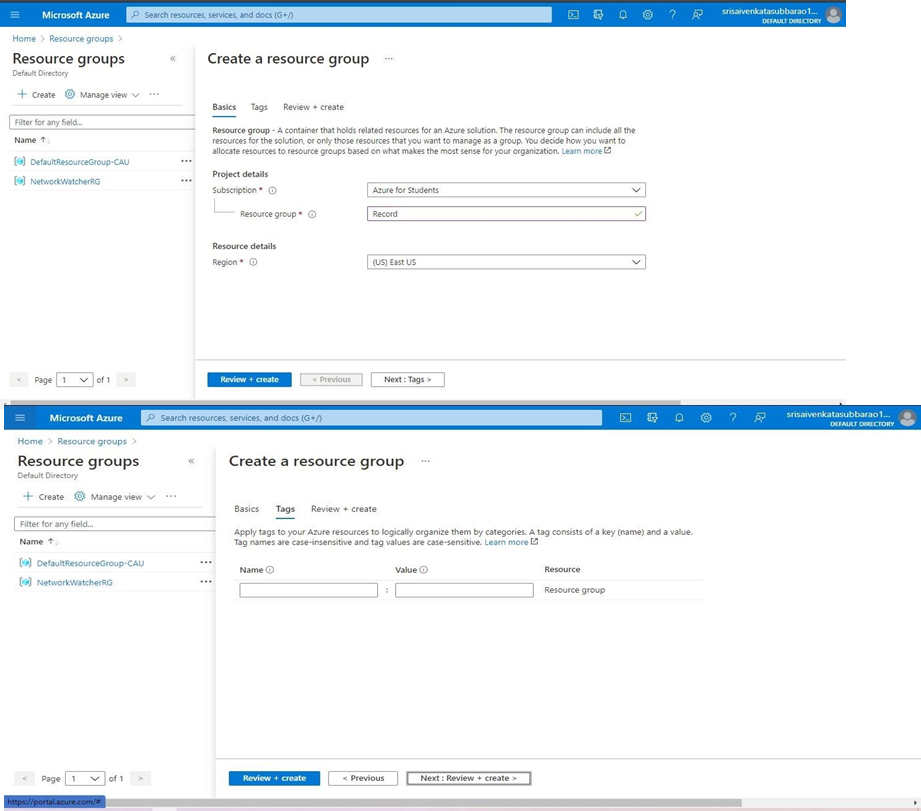 Microsoft Azure
Search resources, services, and docs (G+/)
srisaivenkatasubbarao1...
DEFAULT DIRECTORY
Home > Resource groups >
Resource groups
Default Directory
Create
Manage view
Filter for any field...
Name
DefaultResourceGroup-CAU
NetworkWatcherRG
< Page 1 of 1 >
Create a resource group ...
Basics Tags Review + create
Resource group - A container that holds related resources for an Azure solution. The resource group can include all the
resources for the solution, or only those resources that you want to manage as a group. You decide how you want to
allocate resources to resource groups based on what makes the most sense for your organization. Learn more
Project details
Subscription * Azure for Students
Resource group * Record
Resource details
Region * (US) East US
Review + create < Previous Next : Tags >
Microsoft Azure
Search resources, services, and docs (G+/)
srisaivenkatasubbarao1...
DEFAULT DIRECTORY
Home > Resource groups >
Resource groups
Default Directory
Create
Manage view
Filter for any field...
Name
DefaultResourceGroup-CAU
NetworkWatcherRG
< Page 1 of 1 >
Create a resource group ...
Basics Tags Review + create
Apply tags to your Azure resources to logically organize them by categories. A tag consists of a key (name) and a value.
Tag names are case-insensitive and tag values are case-sensitive. Learn more
Name Value Resource
: Resource group
Review + create < Previous Next : Review + create >
https://portal.azure.com/#